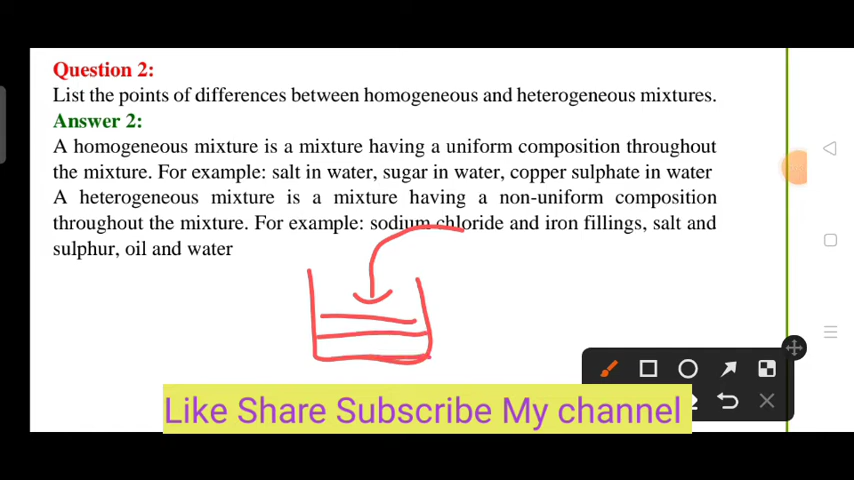 Question 2:
List the points of differences between homogeneous and heterogeneous mixtures.
Answer 2:
A homogeneous mixture is a mixture having a uniform composition throughout
the mixture. For example: salt in water, sugar in water, copper sulphate in water
A heterogeneous mixture is a mixture having a non-uniform composition
throughout the mixture. For example: sodium chloride and iron fillings, salt and
sulphur, oil and water
Like Share Subscribe My channel